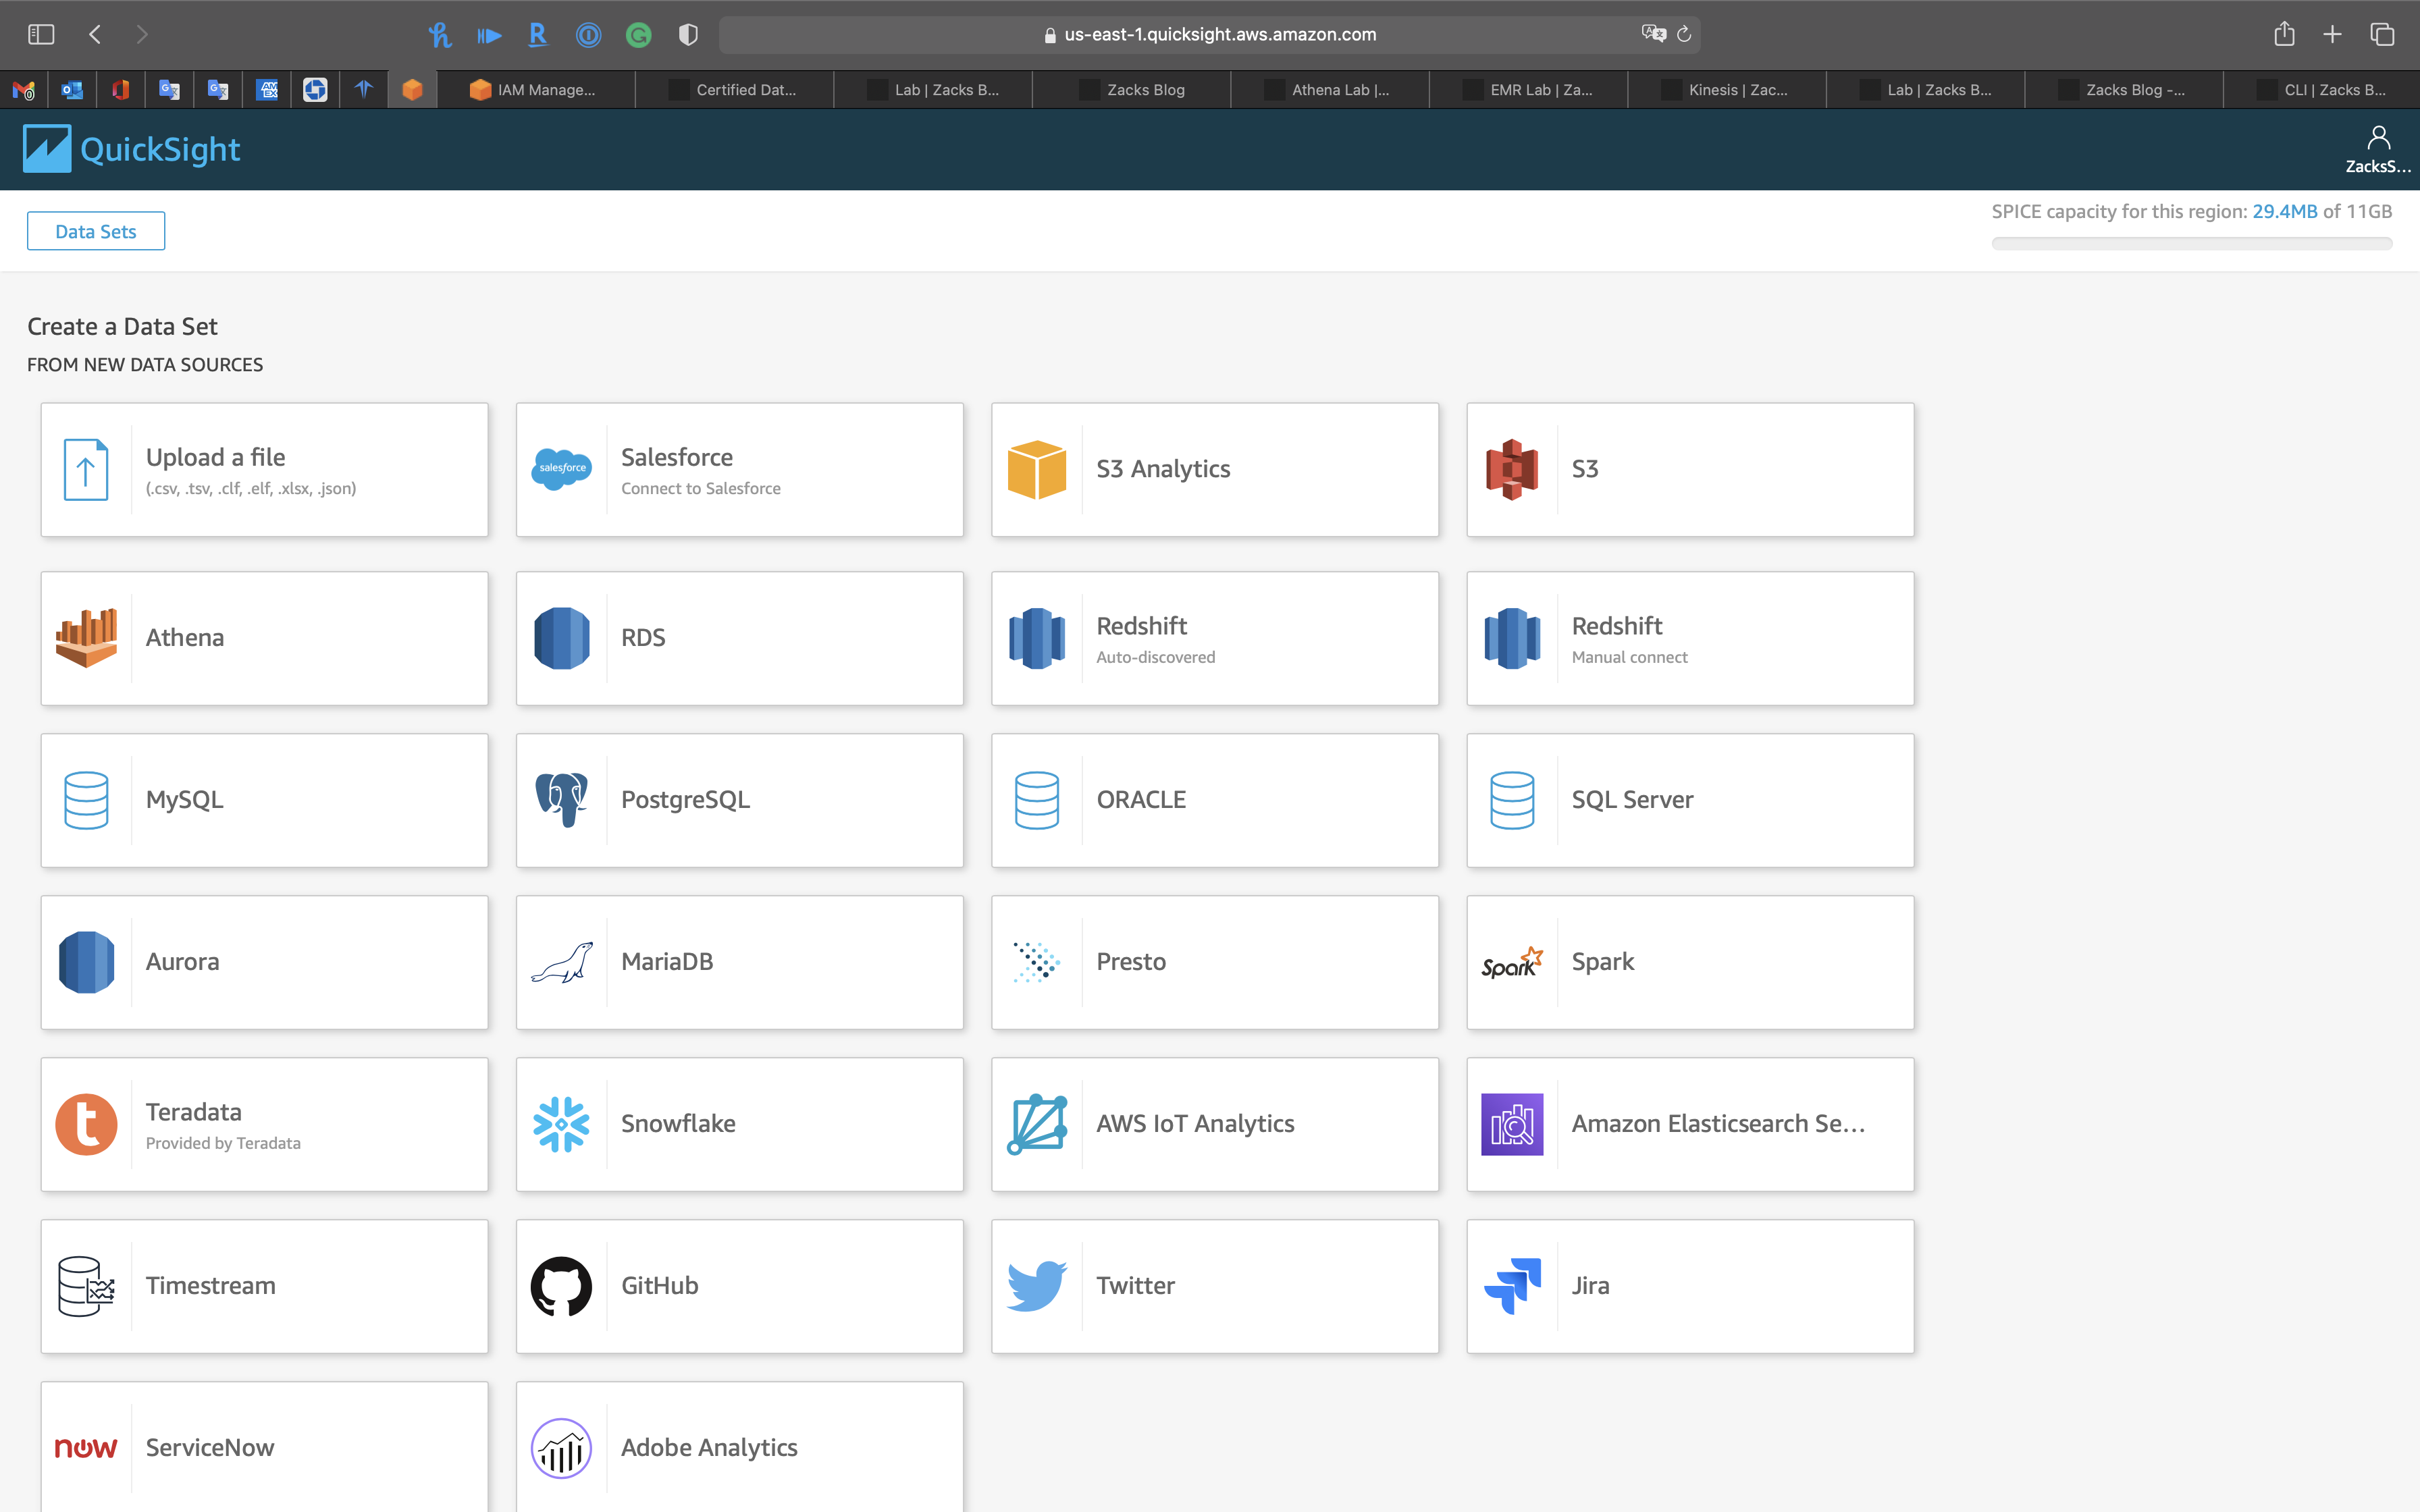 us-east-1.quicksight.aws.amazon.com
IAM Manage...
Certified Dat...
Lab | Zacks B...
Zacks Blog
Athena Lab |...
EMR Lab | Za...
Kinesis | Zac...
Lab | Zacks B...
Zacks Blog -...
CLI | Zacks B...
QuickSight
ZacksS...
Data Sets
SPICE capacity for this region: 29.4MB of 11GB
Create a Data Set
FROM NEW DATA SOURCES
Upload a file
(.csv, .tsv, .clf, .elf, .xlsx, .json)
salesforce
Salesforce
Connect to Salesforce
S3 Analytics
S3
Athena
RDS
Redshift
Auto-discovered
Redshift
Manual connect
MySQL
PostgreSQL
ORACLE
SQL Server
Aurora
MariaDB
Presto
Spark
Spark
t
Teradata
Provided by Teradata
Snowflake
AWS IoT Analytics
Amazon Elasticsearch Se...
Timestream
GitHub
Twitter
Jira
now
ServiceNow
Adobe Analytics